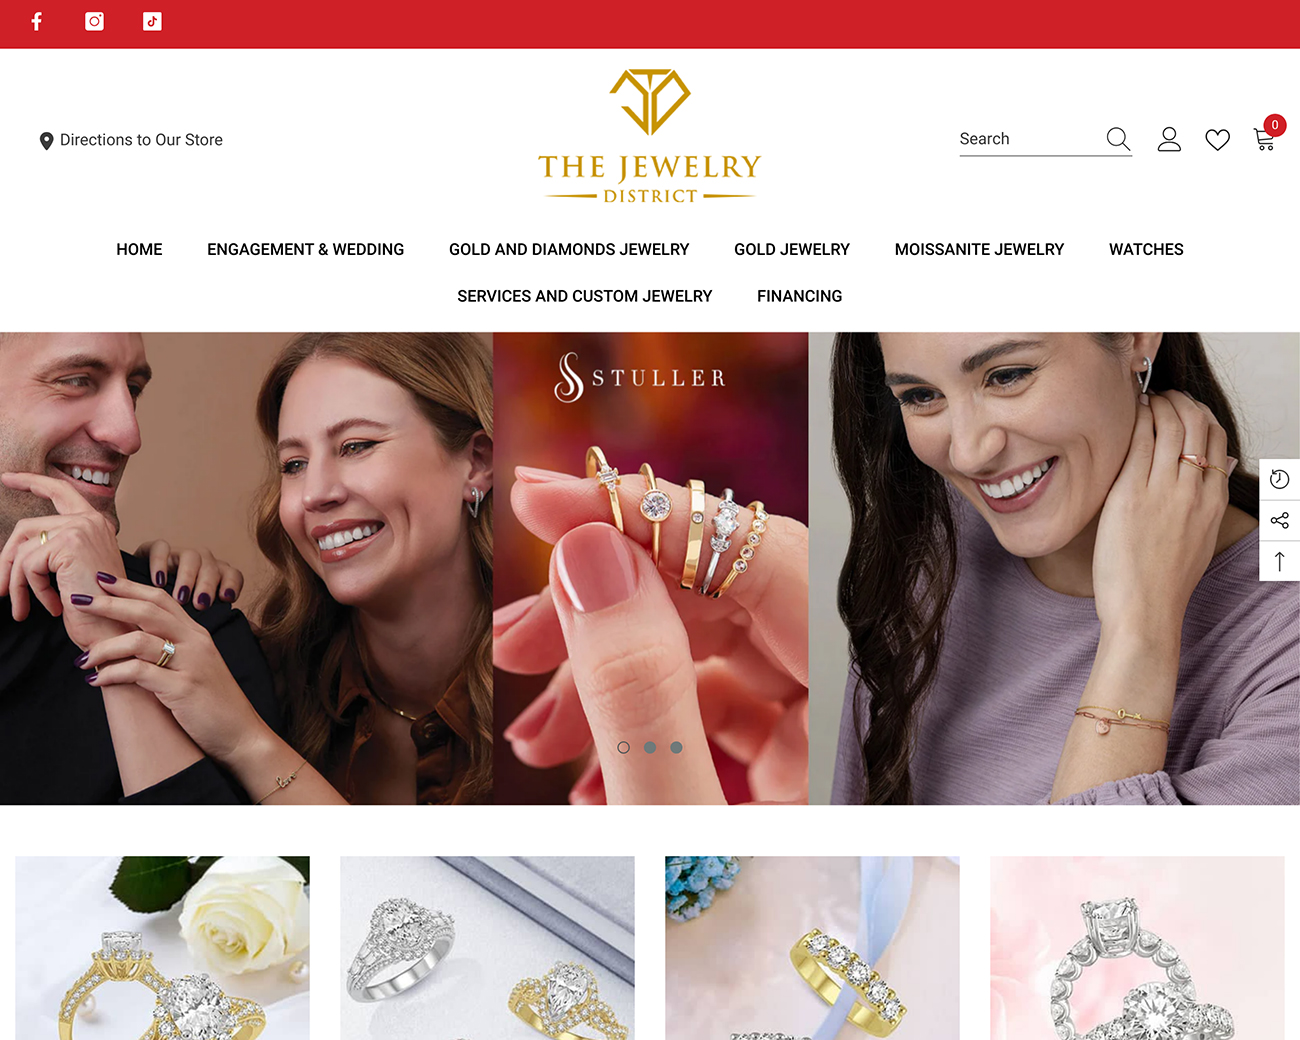 Directions to Our Store
THE JEWELRY
DISTRICT
Search
0
HOME ENGAGEMENT & WEDDING GOLD AND DIAMONDS JEWELRY GOLD JEWELRY MOISSANITE JEWELRY WATCHES
SERVICES AND CUSTOM JEWELRY FINANCING
STULLER